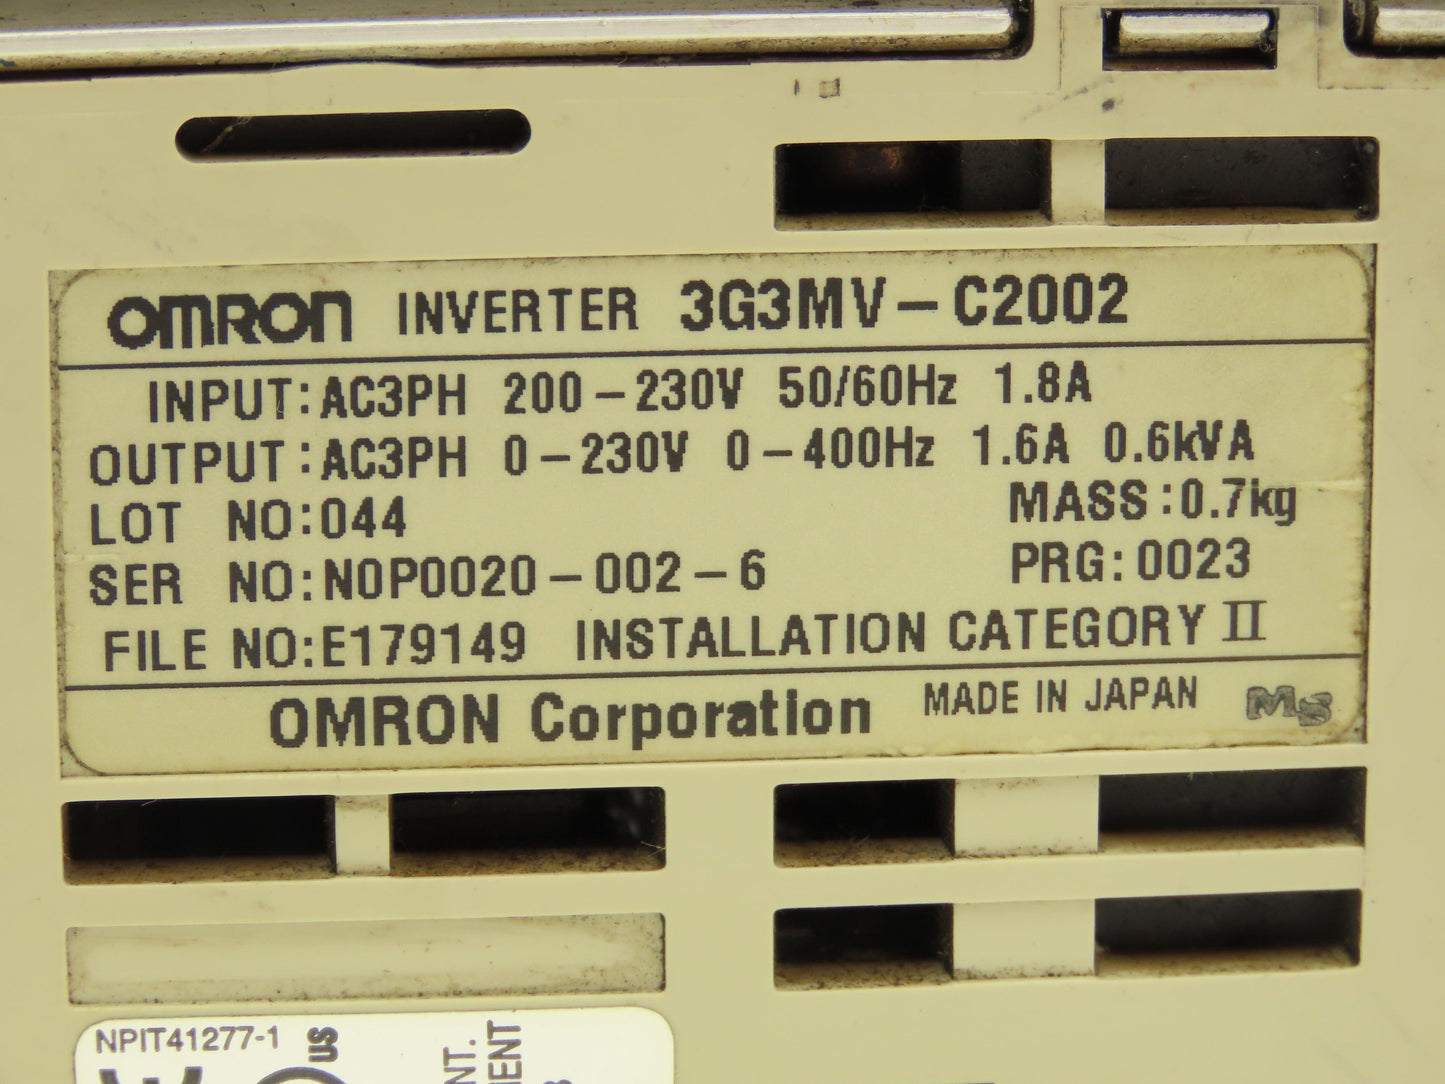 OMRON INVERTER 3G3MV-C2002
INPUT:AC3PH 200-230V 50/60Hz 1.8A
OUTPUT:AC3PH 0-230V 0-400Hz 1.6A 0.6kVA
LOT NO:044 MASS:0.7kg
SER NO:N0P0020-002-6 PRG:0023
FILE NO:E179149 INSTALLATION CATEGORY II
OMRON Corporation MADE IN JAPAN MS
NPIT41277-1
US